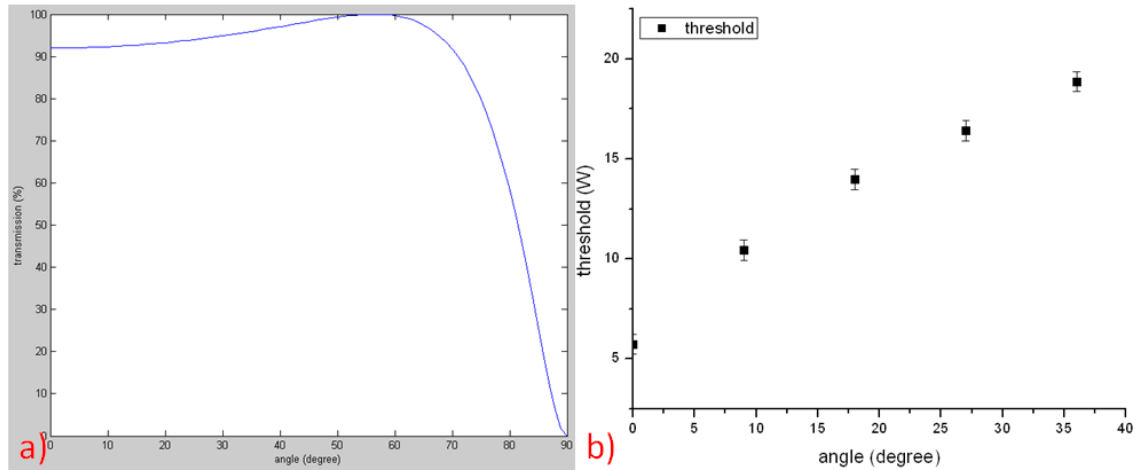 100
90
80
70
60
50
40
30
20
10
0
transmission (%)
0 10 20 30 40 50 60 70 80 90
angle (degree)
a)
threshold
20
15
10
5
threshold (W)
0 5 10 15 20 25 30 35 40
angle (degree)
b)